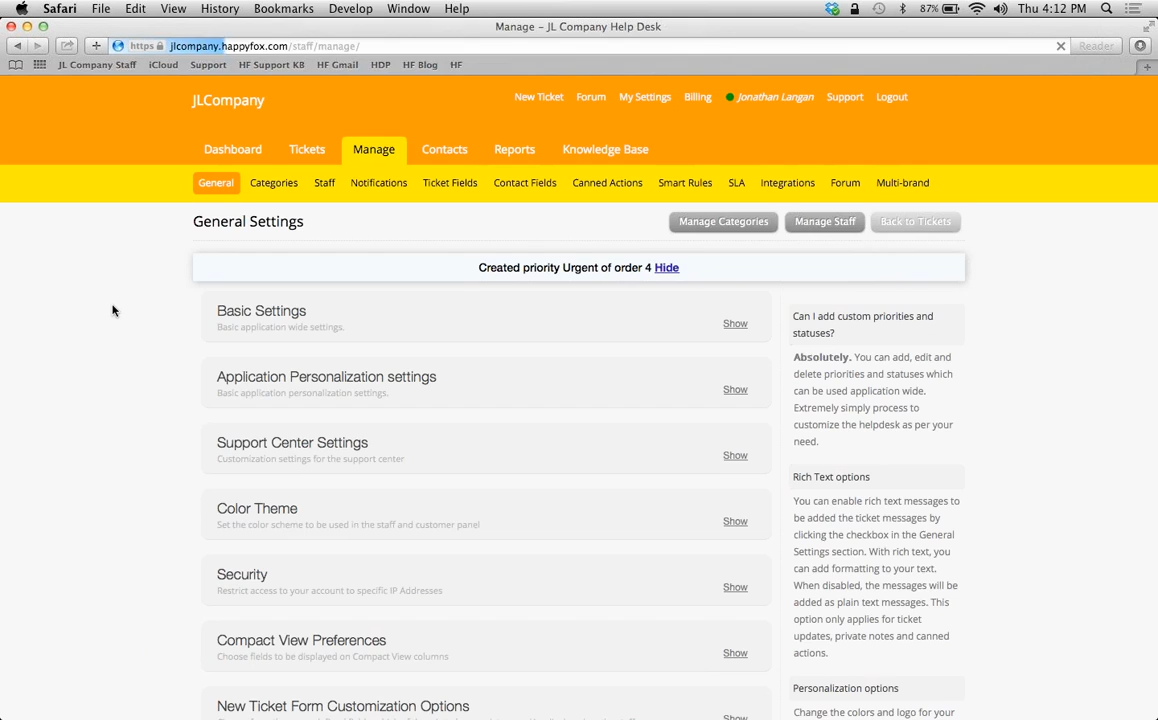 Safari File Edit View History Bookmarks Develop Window Help 87% Thu 4:12 PM
Manage – JL Company Help Desk
https jlcompany.happyfox.com/staff/manage/ Reader
JL Company Staff iCloud Support HF Support KB HF Gmail HDP HF Blog HF
JLCompany
New Ticket Forum My Settings Billing Jonathan Langan Support Logout
Dashboard Tickets Manage Contacts Reports Knowledge Base
General Categories Staff Notifications Ticket Fields Contact Fields Canned Actions Smart Rules SLA Integrations Forum Multi-brand
General Settings
Manage Categories Manage Staff Back to Tickets
Created priority Urgent of order 4 Hide
Basic Settings
Basic application wide settings.
Show
Application Personalization settings
Basic application personalization settings.
Show
Support Center Settings
Customization settings for the support center
Show
Color Theme
Set the color scheme to be used in the staff and customer panel
Show
Security
Restrict access to your account to specific IP Addresses
Show
Compact View Preferences
Choose fields to be displayed on Compact View columns
Show
New Ticket Form Customization Options
Show
Can I add custom priorities and
statuses?
Absolutely. You can add, edit and
delete priorities and statuses which
can be used application wide.
Extremely simply process to
customize the helpdesk as per your
need.
Rich Text options
You can enable rich text messages to
be added the ticket messages by
clicking the checkbox in the General
Settings section. With rich text, you
can add formatting to your text.
When disabled, the messages will be
added as plain text messages. This
option only applies for ticket
updates, private notes and canned
actions.
Personalization options
Change the colors and logo for your